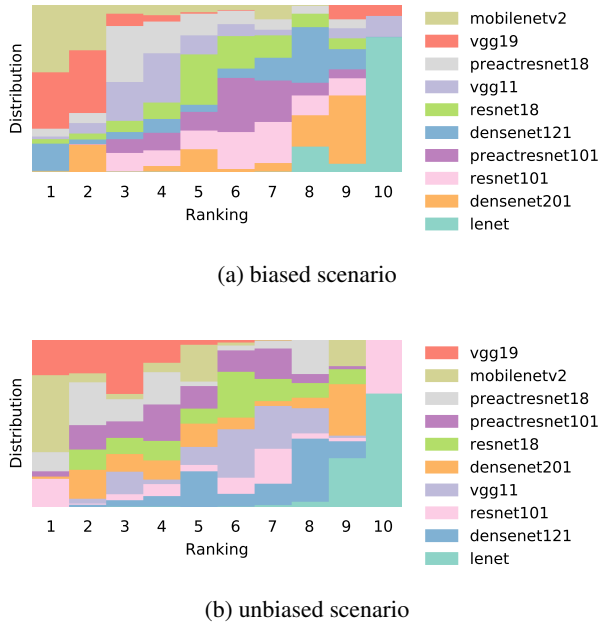 Distribution
1 2 3 4 5 6 7 8 9 10
Ranking
mobilenetv2
vgg19
preactresnet18
vgg11
resnet18
densenet121
preactresnet101
resnet101
densenet201
lenet
(a) biased scenario
Distribution
1 2 3 4 5 6 7 8 9 10
Ranking
vgg19
mobilenetv2
preactresnet18
preactresnet101
resnet18
densenet201
vgg11
resnet101
densenet121
lenet
(b) unbiased scenario